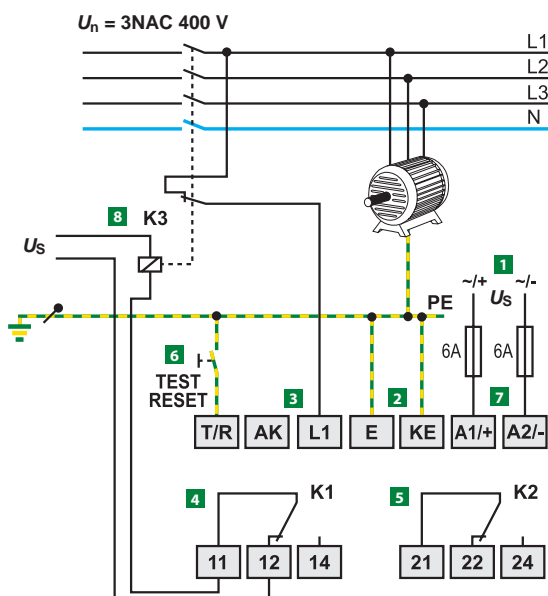 Un = 3NAC 400 V
L1
L2
L3
N
8 K3
US
1
~/+ ~/-
US
PE
6A 6A
6
TEST
RESET
3 2 7
T/R AK L1 E KE A1/+ A2/-
4 K1 5 K2
11 12 14 21 22 24